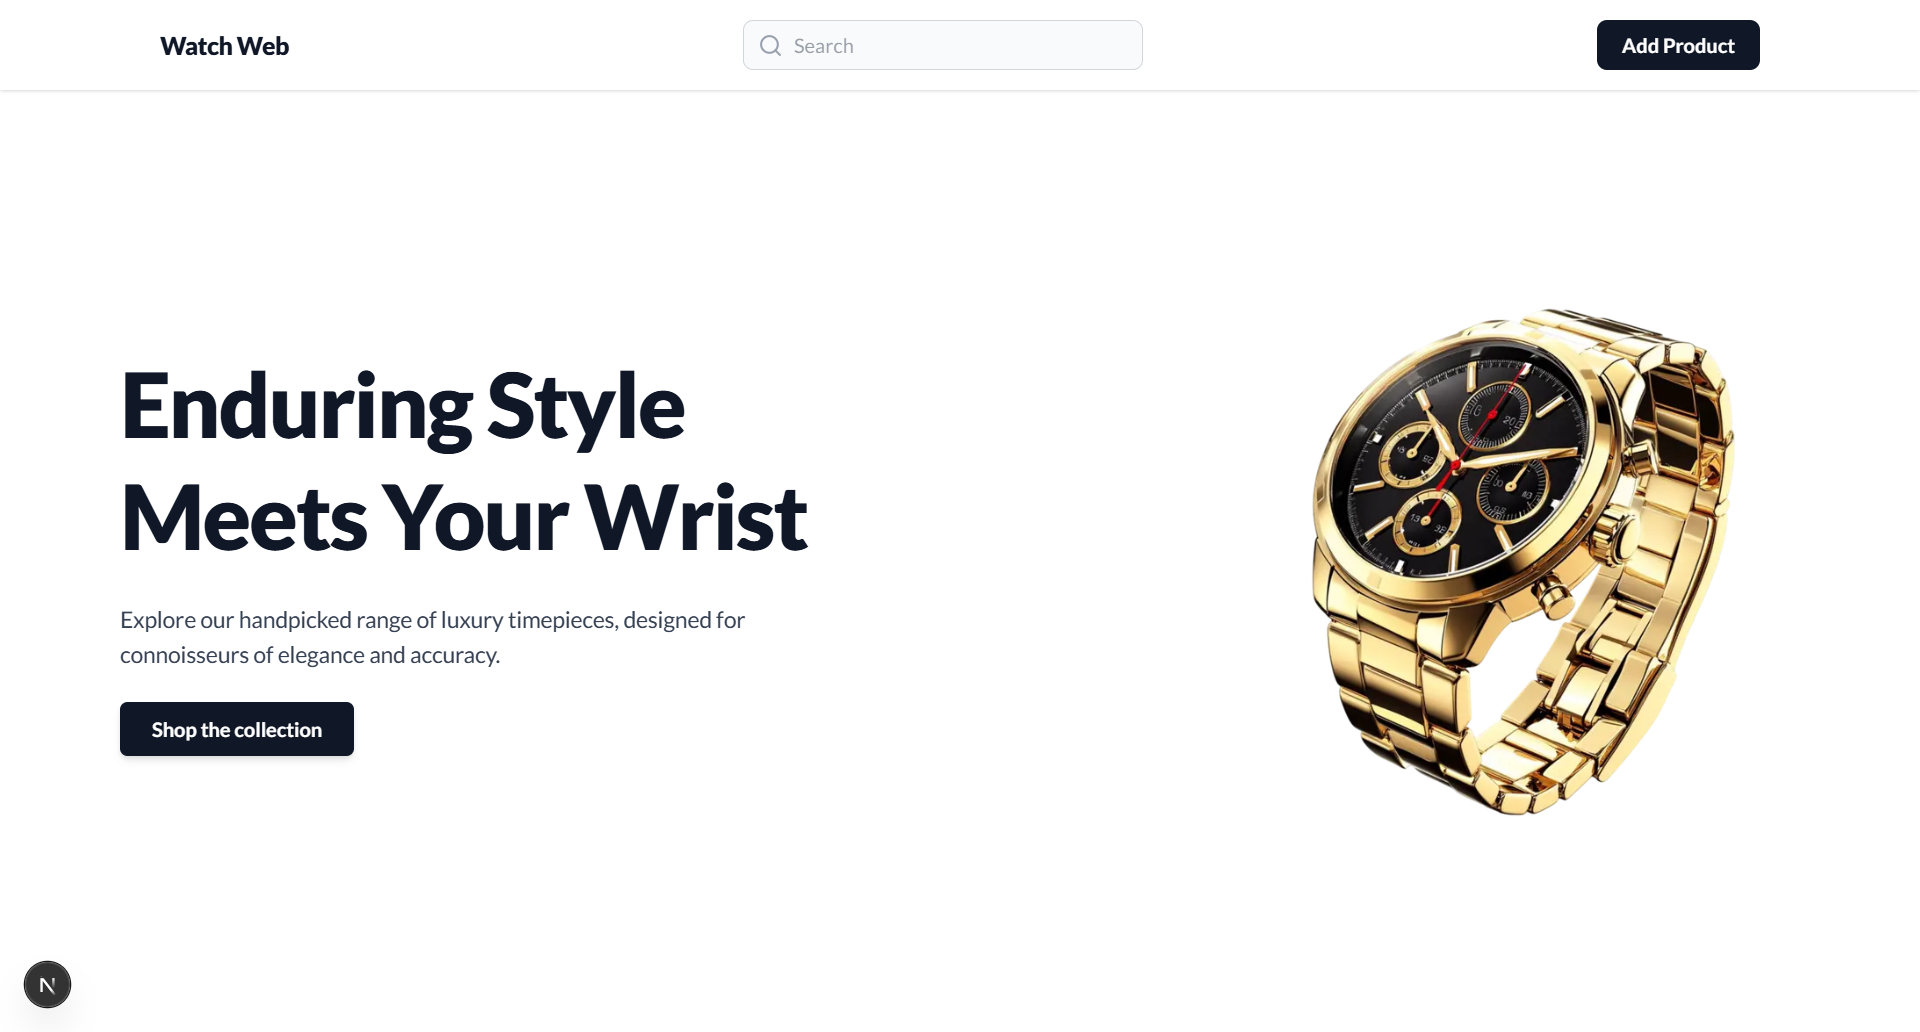 Watch Web
Search
Add Product
Enduring Style
Meets Your Wrist
Explore our handpicked range of luxury timepieces, designed for
connoisseurs of elegance and accuracy.
Shop the collection
N